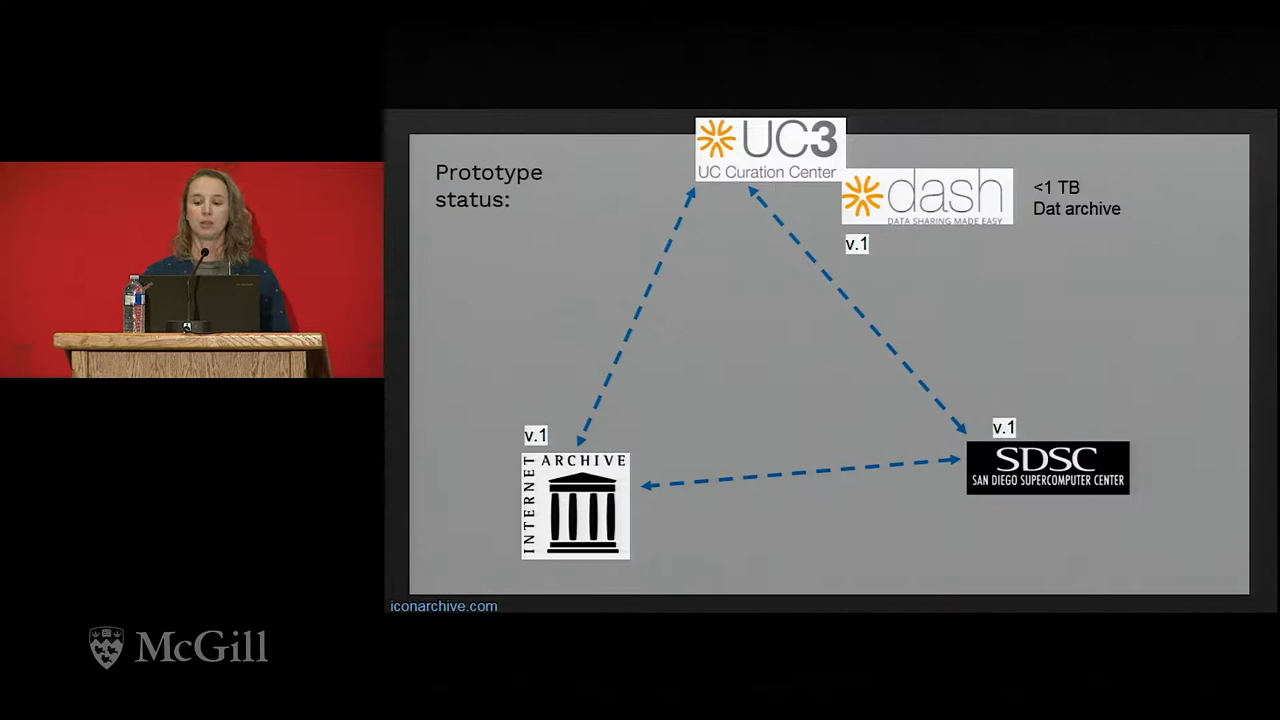 Prototype
status:
UC3
UC Curation Center
dash
DATA SHARING MADE EASY
<1 TB
Dat archive
v.1
v.1
INTERNET
ARCHIVE
v.1
SDSC
SAN DIEGO SUPERCOMPUTER CENTER
iconarchive.com
McGill